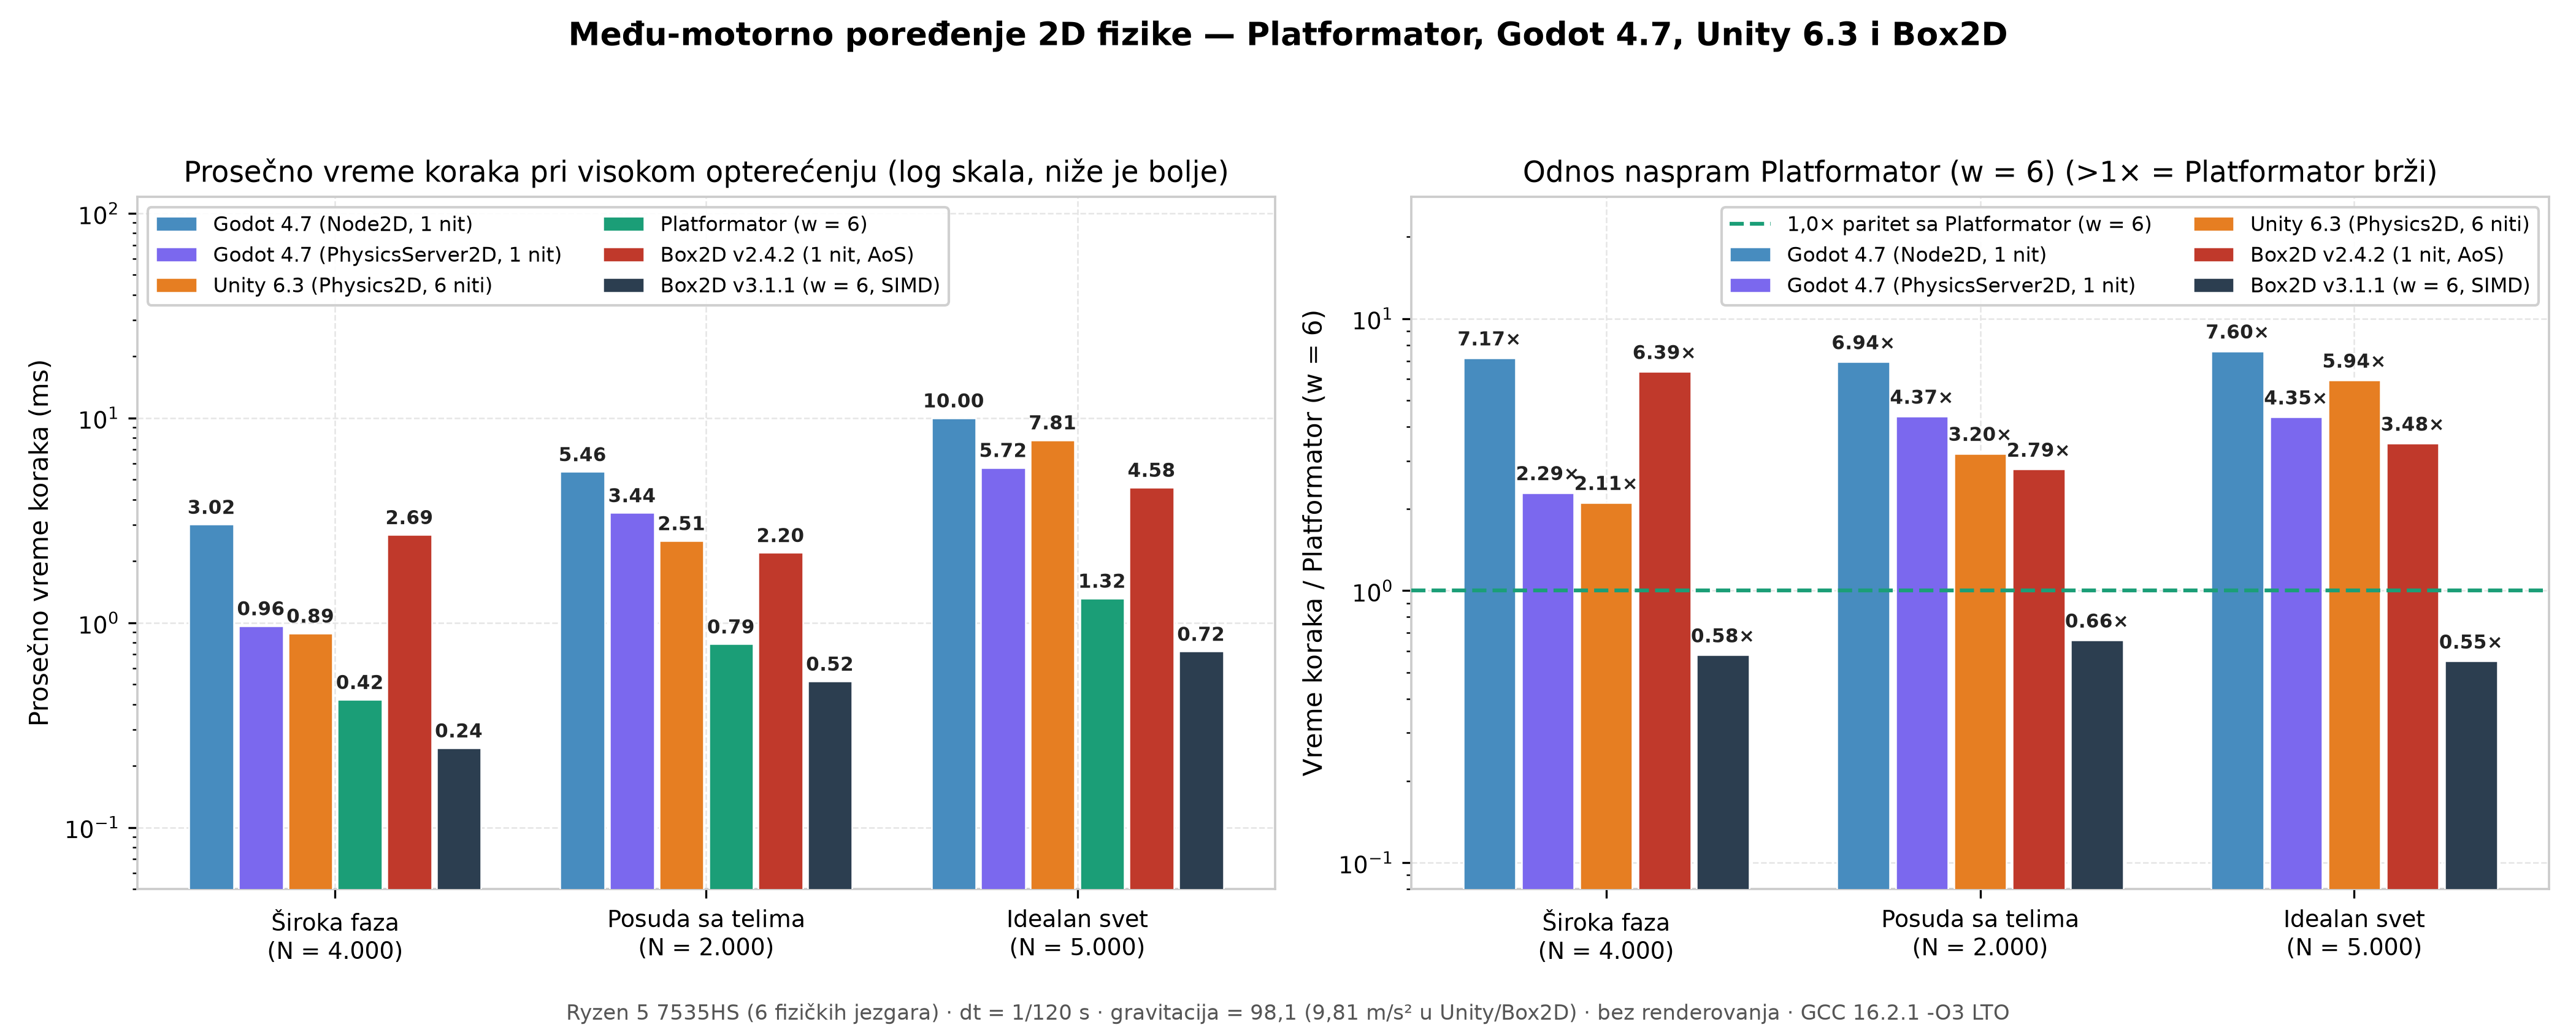 Među-motorno poređenje 2D fizike — Platformator, Godot 4.7, Unity 6.3 i Box2D
Prosečno vreme koraka pri visokom opterećenju (log skala, niže je bolje)
Godot 4.7 (Node2D, 1 nit)
Godot 4.7 (PhysicsServer2D, 1 nit)
Unity 6.3 (Physics2D, 6 niti)
Platformator (w = 6)
Box2D v2.4.2 (1 nit, AoS)
Box2D v3.1.1 (w = 6, SIMD)
Prosečno vreme koraka (ms)
10²
10¹
10⁰
10⁻¹
3.02
0.96
0.89
0.42
2.69
0.24
5.46
3.44
2.51
0.79
2.20
0.52
10.00
5.72
7.81
1.32
4.58
0.72
Široka faza
(N = 4.000)
Posuda sa telima
(N = 2.000)
Idealan svet
(N = 5.000)
Odnos naspram Platformator (w = 6) (>1× = Platformator brži)
1,0× paritet sa Platformator (w = 6)
Godot 4.7 (Node2D, 1 nit)
Godot 4.7 (PhysicsServer2D, 1 nit)
Unity 6.3 (Physics2D, 6 niti)
Box2D v2.4.2 (1 nit, AoS)
Box2D v3.1.1 (w = 6, SIMD)
Vreme koraka / Platformator (w = 6)
10¹
10⁰
10⁻¹
7.17×
2.29×
2.11×
6.39×
0.58×
6.94×
4.37×
3.20×
2.79×
0.66×
7.60×
4.35×
5.94×
3.48×
0.55×
Široka faza
(N = 4.000)
Posuda sa telima
(N = 2.000)
Idealan svet
(N = 5.000)
Ryzen 5 7535HS (6 fizičkih jezgara) · dt = 1/120 s · gravitacija = 98,1 (9,81 m/s² u Unity/Box2D) · bez renderovanja · GCC 16.2.1 -O3 LTO